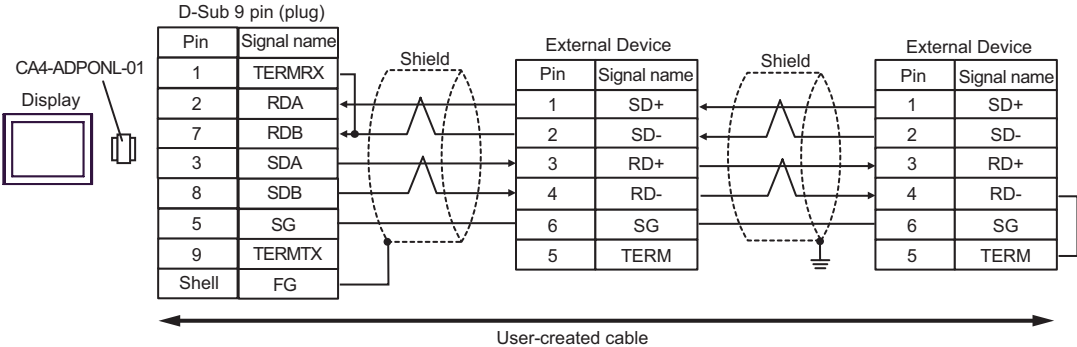 D-Sub 9 pin (plug)
CA4-ADPONL-01
Display
Pin Signal name
1 TERMRX
2 RDA
7 RDB
3 SDA
8 SDB
5 SG
9 TERMTX
Shell FG
Shield
External Device
Pin Signal name
1 SD+
2 SD-
3 RD+
4 RD-
6 SG
5 TERM
Shield
External Device
Pin Signal name
1 SD+
2 SD-
3 RD+
4 RD-
6 SG
5 TERM
User-created cable